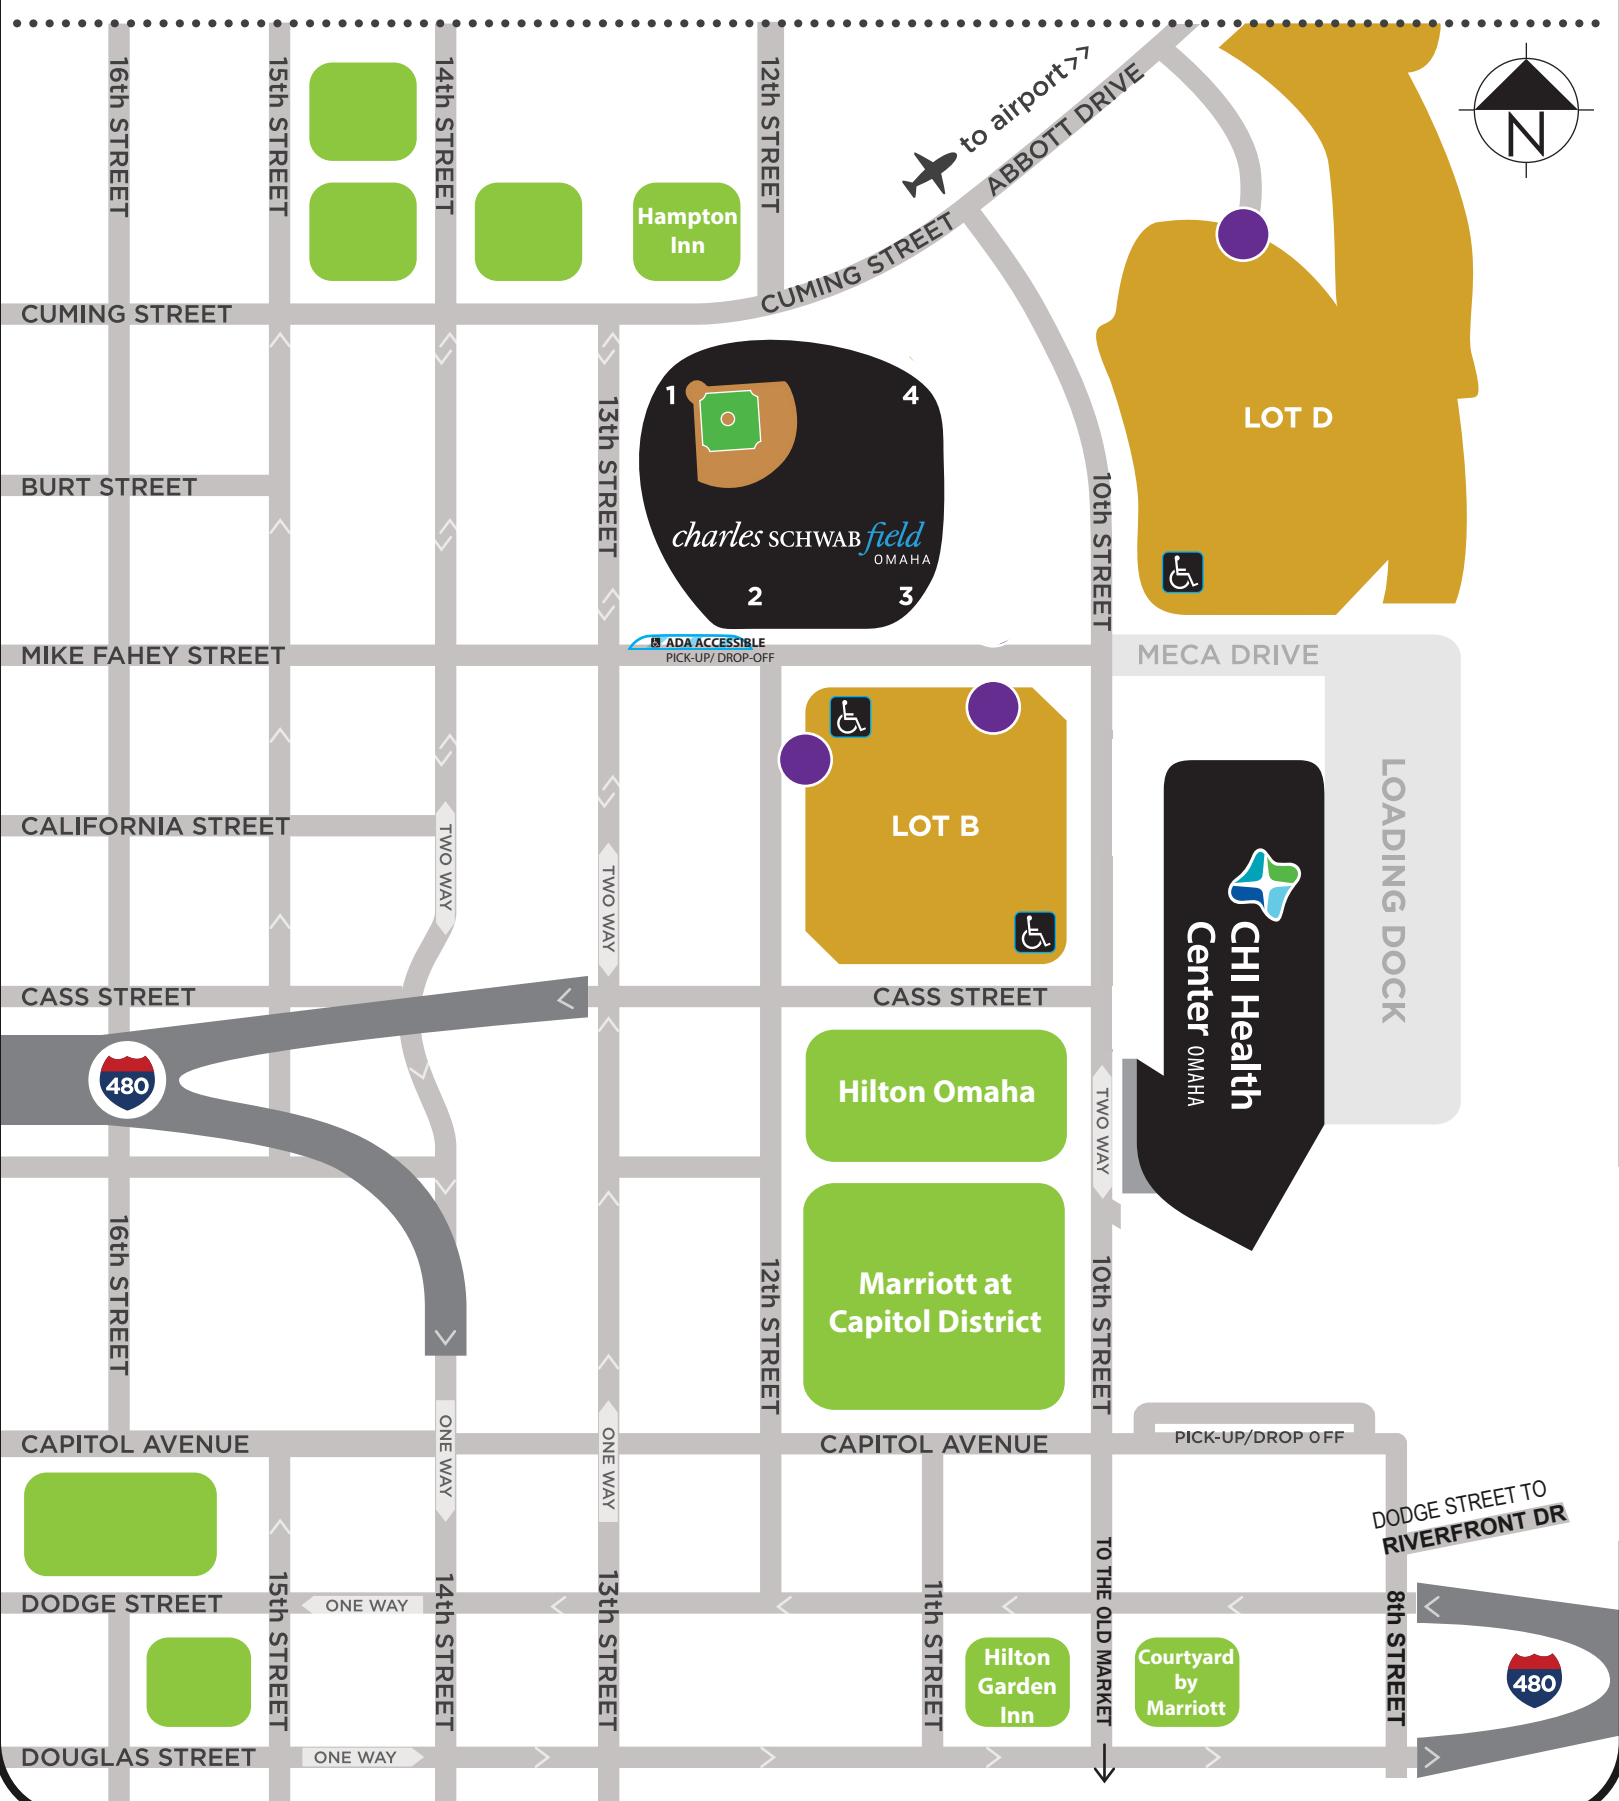 16th STREET
15th STREET
14th STREET
12th STREET
to airport>>
ABBOTT DRIVE
N
Hampton
Inn
CUMING STREET
CUMING STREET
1
4
13th STREET
LOT D
BURT STREET
10th STREET
charles SCHWAB field
OMAHA
2
3
ADA ACCESSIBLE
PICK-UP/ DROP-OFF
MIKE FAHEY STREET
MECA DRIVE
LOT B
CALIFORNIA STREET
TWO WAY
TWO WAY
LOADING DOCK
CHI Health
Center OMAHA
CASS STREET
CASS STREET
480
Hilton Omaha
TWO WAY
16th STREET
Marriott at
Capitol District
12th STREET
10th STREET
CAPITOL AVENUE
ONE WAY
ONE WAY
CAPITOL AVENUE
PICK-UP/DROP OFF
DODGE STREET TO
RIVERFRONT DR
DODGE STREET
ONE WAY
15th STREET
14th STREET
13th STREET
11th STREET
TO THE OLD MARKET
8th STREET
Hilton
Garden
Inn
Courtyard
by
Marriott
480
DOUGLAS STREET
ONE WAY